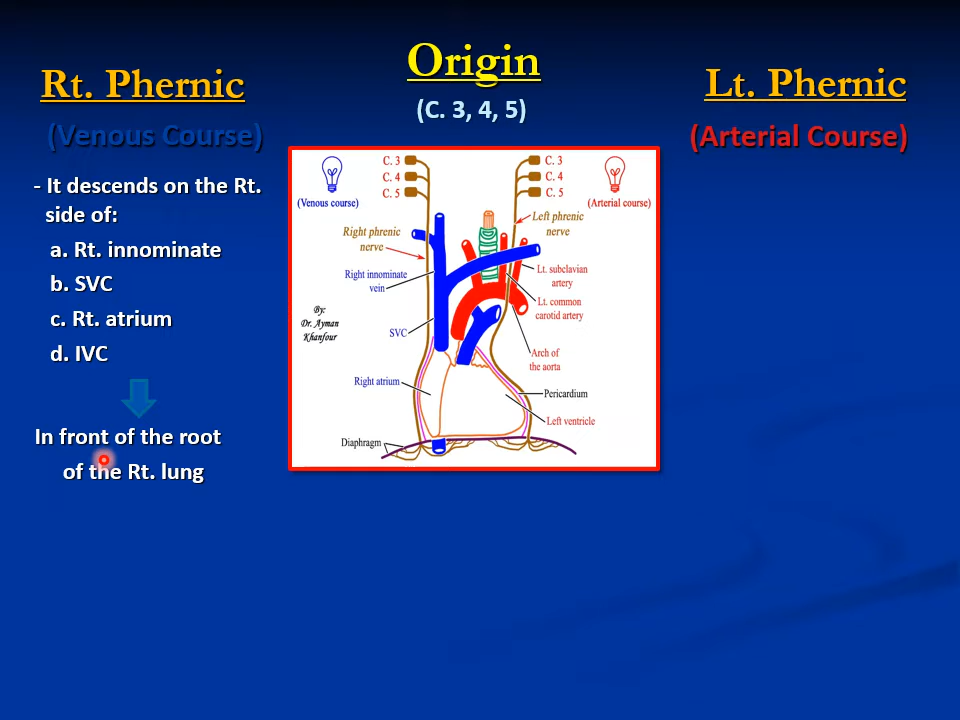 Origin
(C. 3, 4, 5)
Rt. Phernic
(Venous Course)
- It descends on the Rt.
side of:
a. Rt. innominate
b. SVC
c. Rt. atrium
d. IVC
In front of the root
of the Rt. lung
C. 3
C. 4
C. 5
(Venous course)
Right phrenic
nerve
Right innominate
vein
By:
Dr. Ayman
Khanfour
SVC
Right atrium
Diaphragm
C. 3
C. 4
C. 5
(Arterial course)
Left phrenic
nerve
Lt. subclavian
artery
Lt. common
carotid artery
Arch of
the aorta
Pericardium
Left ventricle
Lt. Phernic
(Arterial Course)